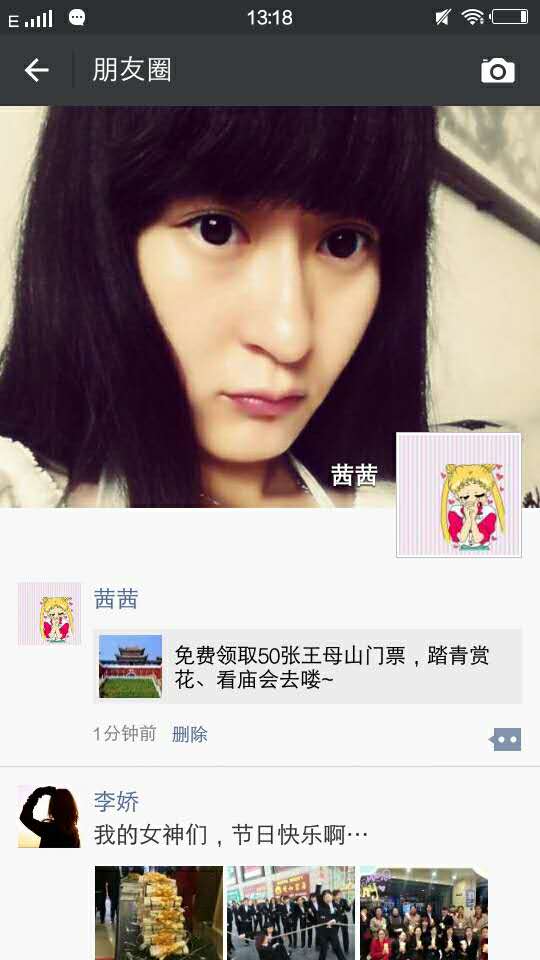 E
13:18
朋友圈
茜茜
茜茜
免费领取50张王母山门票，踏青赏
花、看庙会去喽~
1分钟前 删除
李娇
我的女神们，节日快乐啊…